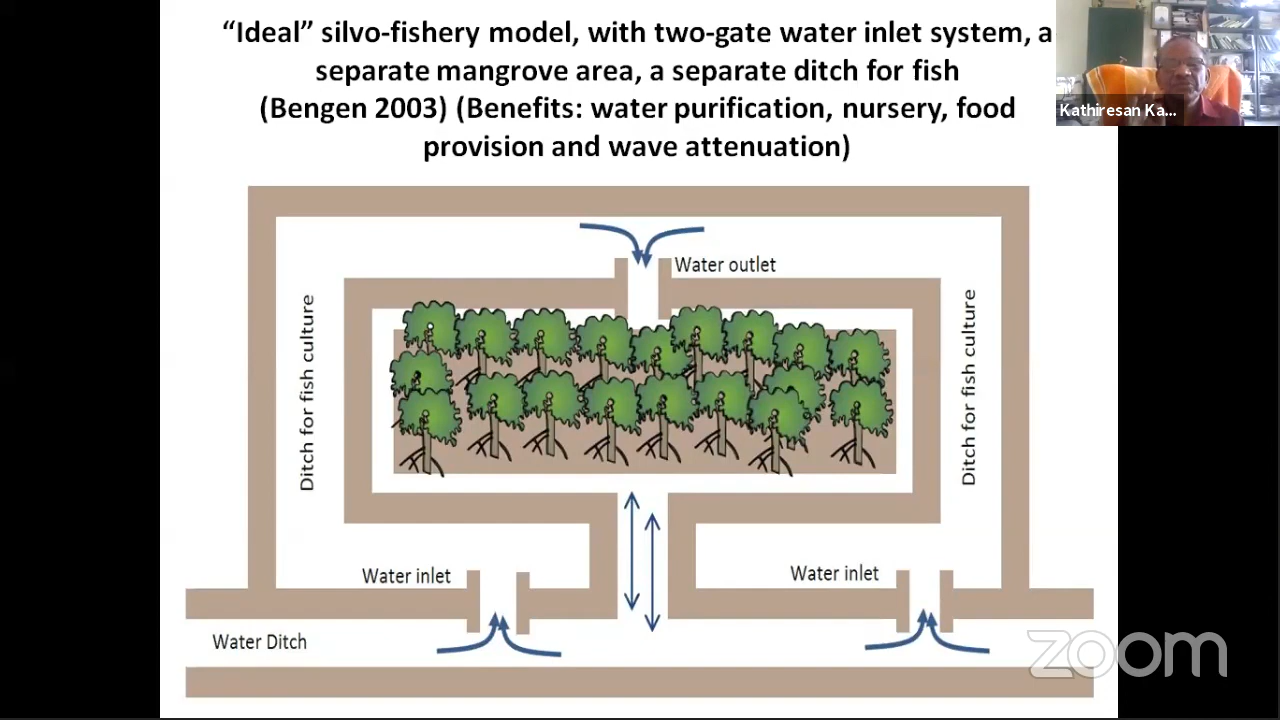 “Ideal” silvo-fishery model, with two-gate water inlet system, a
separate mangrove area, a separate ditch for fish
(Bengen 2003) (Benefits: water purification, nursery, food
provision and wave attenuation)
Kathiresan Ka...
Water outlet
Ditch for fish culture
Ditch for fish culture
Water inlet
Water inlet
Water Ditch
zoom